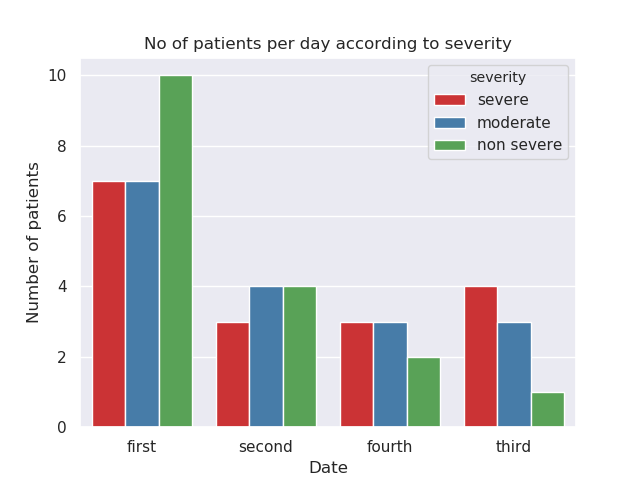 No of patients per day according to severity
Number of patients
10
8
6
4
2
0
severity
severe
moderate
non severe
first second fourth third
Date